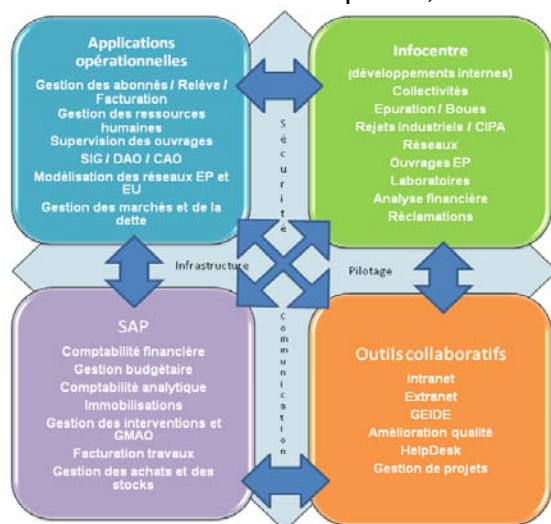 Applications
opérationnelles
Gestion des abonnés / Relève /
Facturation
Gestion des ressources
humaines
Supervision des ouvrages
SIG / DAO / CAO
Modélisation des réseaux EP et
EU
Gestion des marchés et de la
dette
Infocentre
(développements internes)
Collectivités
Epuration / Boues
Rejets industriels / CIPA
Réseaux
Ouvrages EP
Laboratoires
Analyse financière
Réclamations
Sécurité
Infrastructure
Pilotage
Communication
SAP
Comptabilité financière
Gestion budgétaire
Comptabilité analytique
Immobilisations
Gestion des interventions et
GMAO
Facturation travaux
Gestion des achats et des
stocks
Outils collaboratifs
Intranet
Extranet
GEIDE
Amélioration qualité
HelpDesk
Gestion de projets